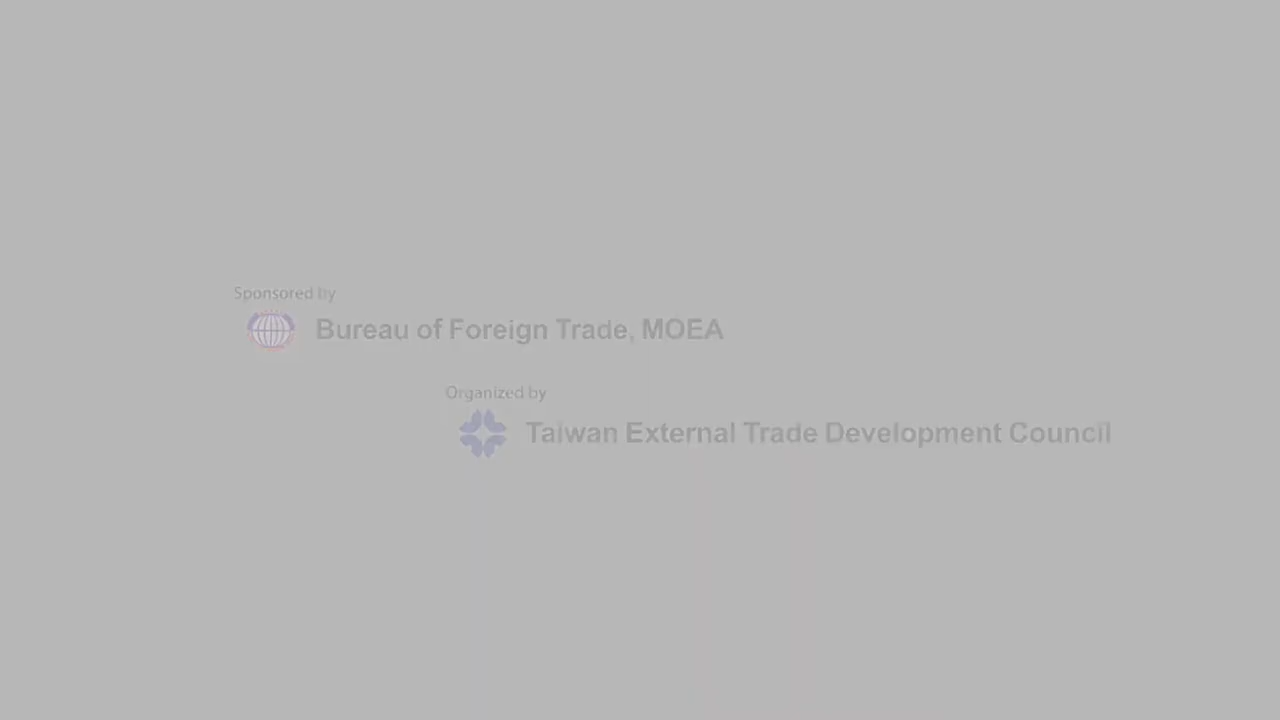 Sponsored by
Bureau of Foreign Trade, MOEA
Organized by
Taiwan External Trade Development Council